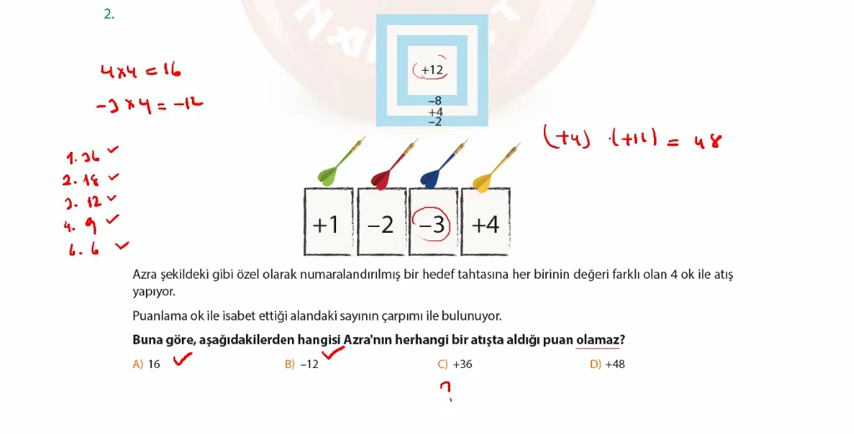 2.
4x4 = 16
-3 x 4 = -12
+12
-8
+4
-2
(+4) . (+12) = 48
1. 36 ✓
2. 18 ✓
3. 12 ✓
4. 9 ✓
6. 6 ✓
+1 -2 -3 +4
Azra şekildeki gibi özel olarak numaralandırılmış bir hedef tahtasına her birinin değeri farklı olan 4 ok ile atış
yapıyor.
Puanlama ok ile isabet ettiği alandaki sayının çarpımı ile bulunuyor.
Buna göre, aşağıdakilerden hangisi Azra'nın herhangi bir atışta aldığı puan olamaz?
A) 16 ✓ B) –12 ✓ C) +36 D) +48
?